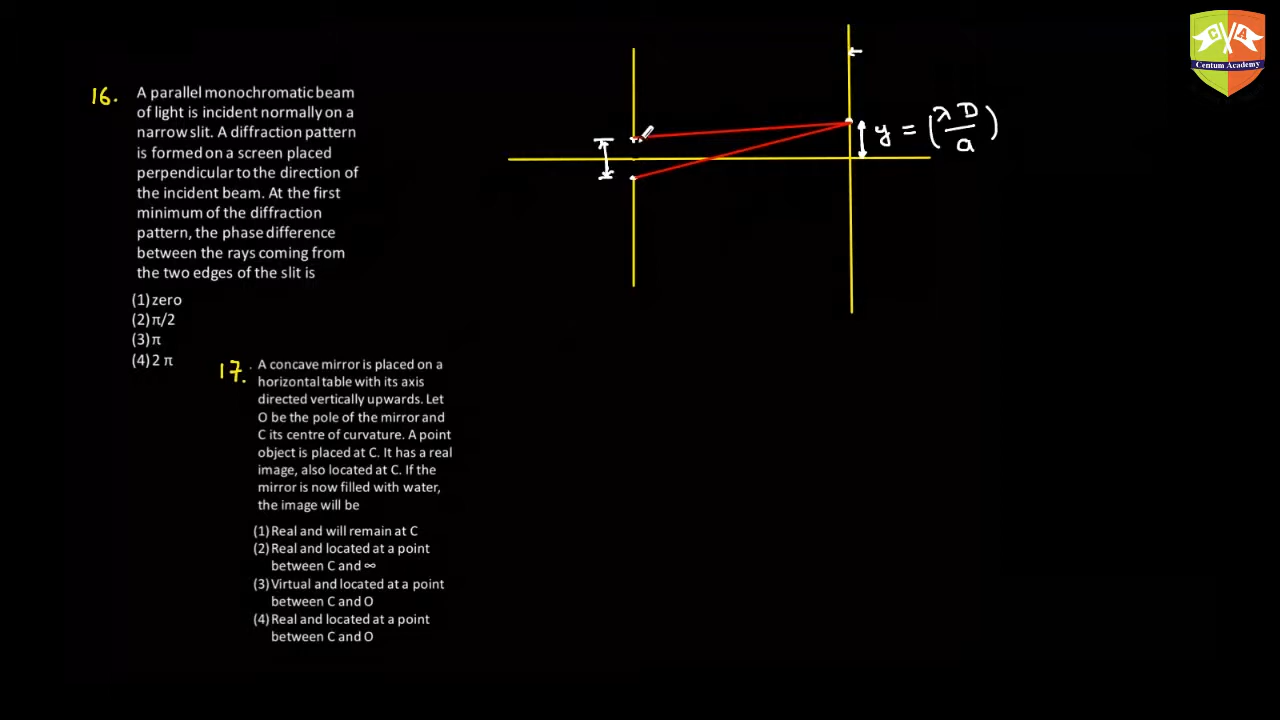 16. A parallel monochromatic beam
of light is incident normally on a
narrow slit. A diffraction pattern
is formed on a screen placed
perpendicular to the direction of
the incident beam. At the first
minimum of the diffraction
pattern, the phase difference
between the rays coming from
the two edges of the slit is
(1) zero
(2) π/2
(3) π
(4) 2 π
17. A concave mirror is placed on a
horizontal table with its axis
directed vertically upwards. Let
O be the pole of the mirror and
C its centre of curvature. A point
object is placed at C. It has a real
image, also located at C. If the
mirror is now filled with water,
the image will be
(1) Real and will remain at C
(2) Real and located at a point
between C and ∞
(3) Virtual and located at a point
between C and O
(4) Real and located at a point
between C and O
y = (λD/a)
C A
Centum Academy